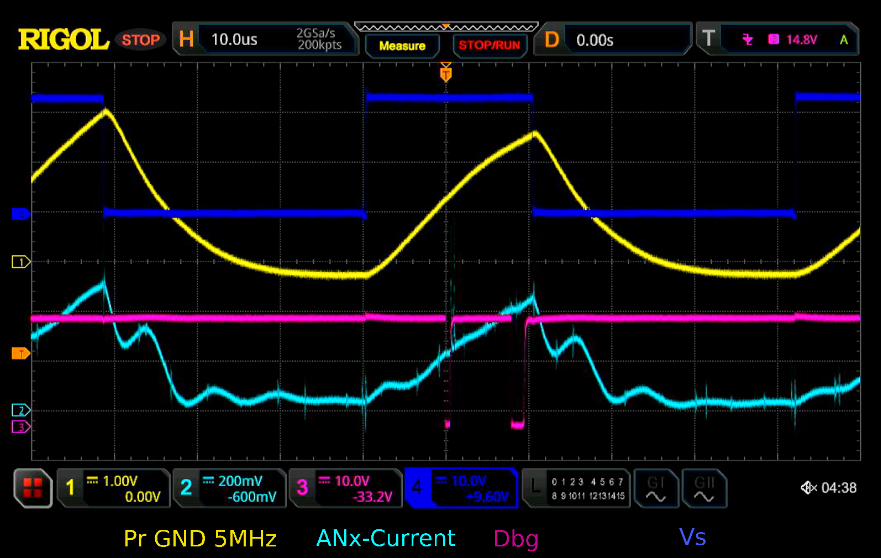 RIGOL STOP H 10.0us 2GSa/s 200kpts Measure STOP/RUN D 0.00s T 14.8V A
T
1
T
2
3
1 1.00V 0.00V 2 200mV -600mV 3 10.0V -33.2V 4 10.0V +9.60V L 0 1 2 3 4 5 6 7 GI GII 04:38
8 9 10 11 12 13 14 15
Pr GND 5MHz ANx-Current Dbg Vs